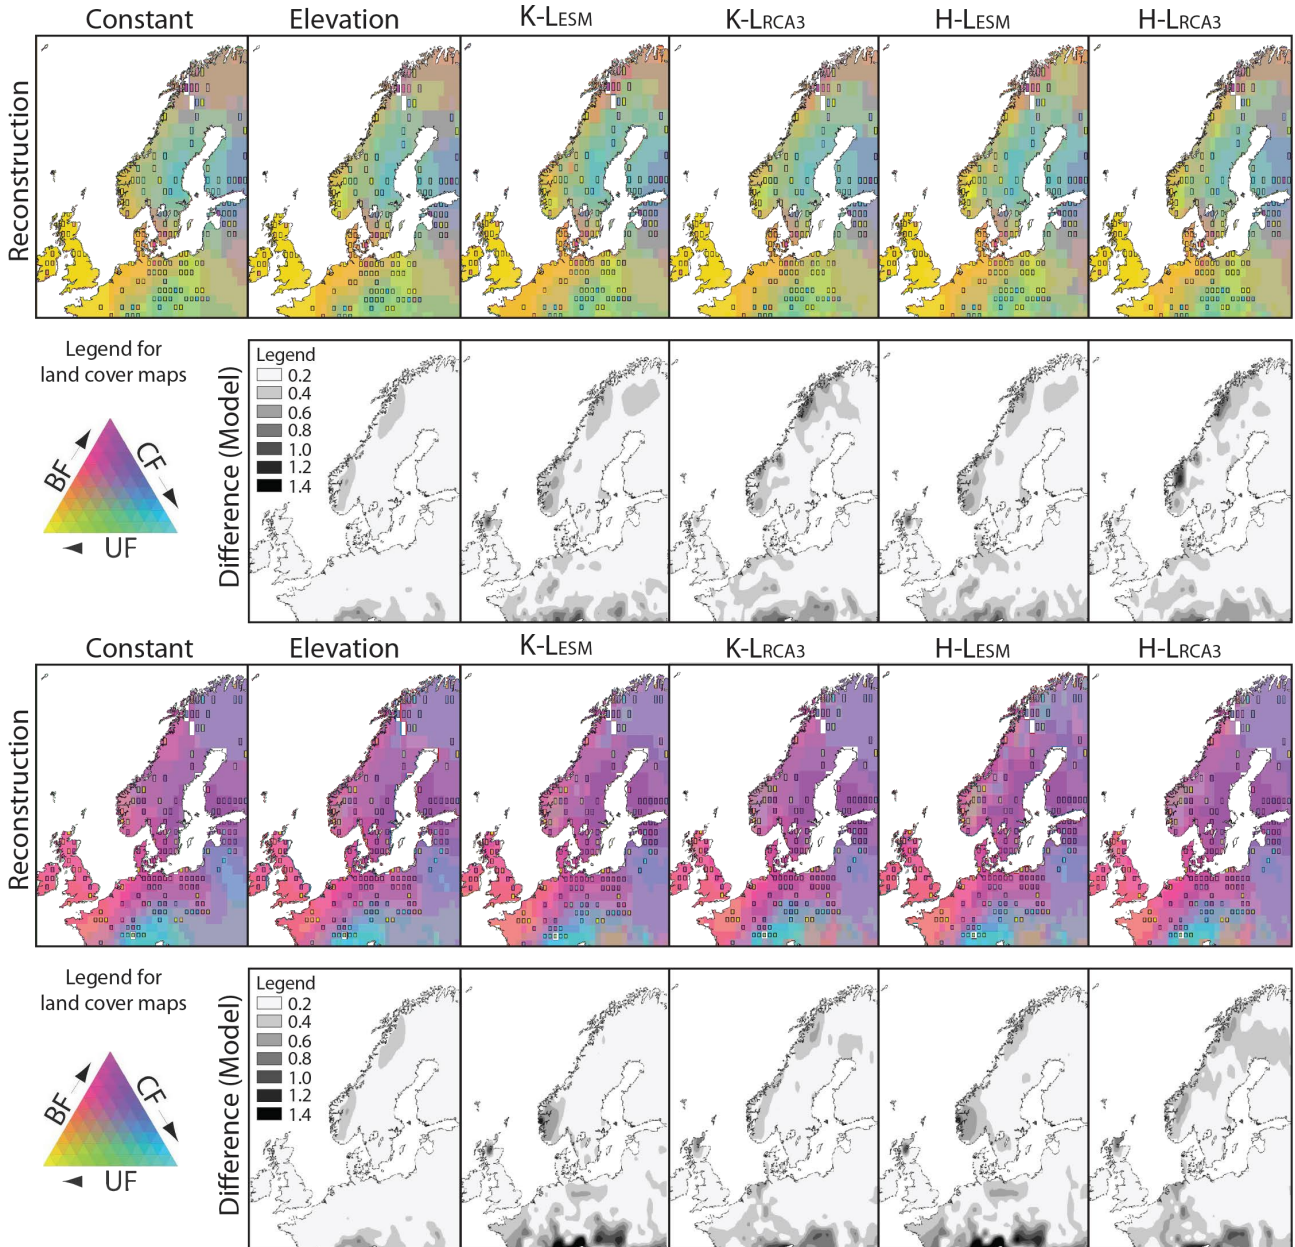 Constant Elevation K-LESM K-LRCA3 H-LESM H-LRCA3
Reconstruction
Legend for
land cover maps
BF
CF
UF
Difference (Model)
Legend
0.2
0.4
0.6
0.8
1.0
1.2
1.4
Constant Elevation K-LESM K-LRCA3 H-LESM H-LRCA3
Reconstruction
Legend for
land cover maps
BF
CF
UF
Difference (Model)
Legend
0.2
0.4
0.6
0.8
1.0
1.2
1.4